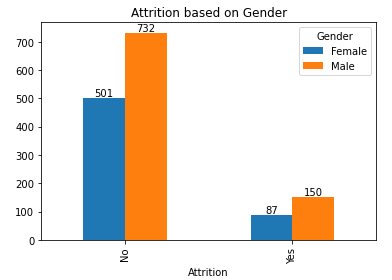 Attrition based on Gender
Gender
Female
Male
700
600
500
400
300
200
100
0
732
501
150
87
No
Yes
Attrition